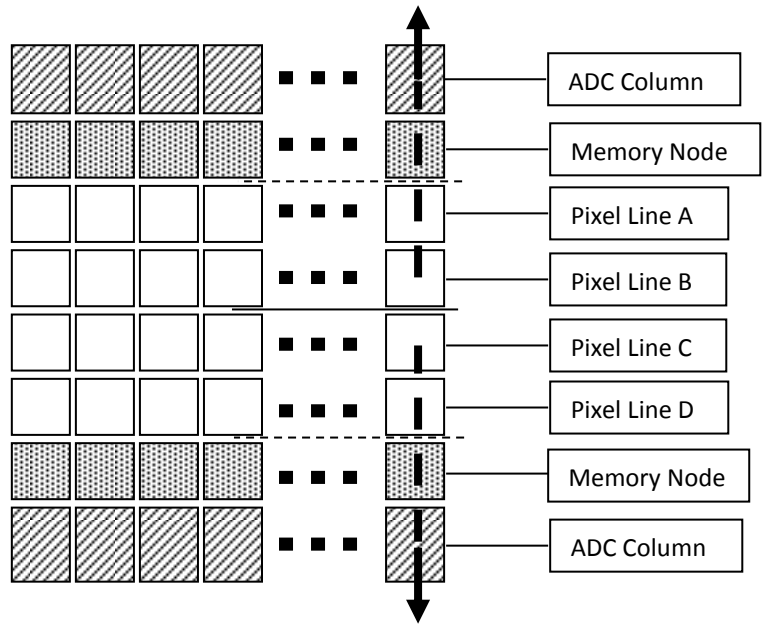 ADC Column
Memory Node
Pixel Line A
Pixel Line B
Pixel Line C
Pixel Line D
Memory Node
ADC Column